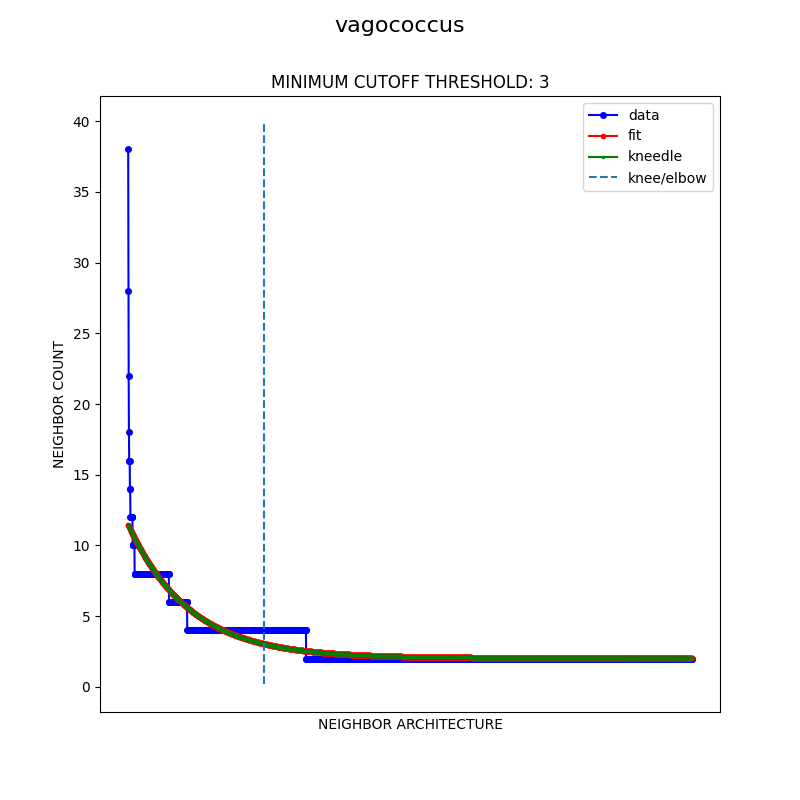 vagococcus
MINIMUM CUTOFF THRESHOLD: 3
data
fit
kneedle
knee/elbow
40
35
30
25
20
15
10
5
0
NEIGHBOR COUNT
NEIGHBOR ARCHITECTURE